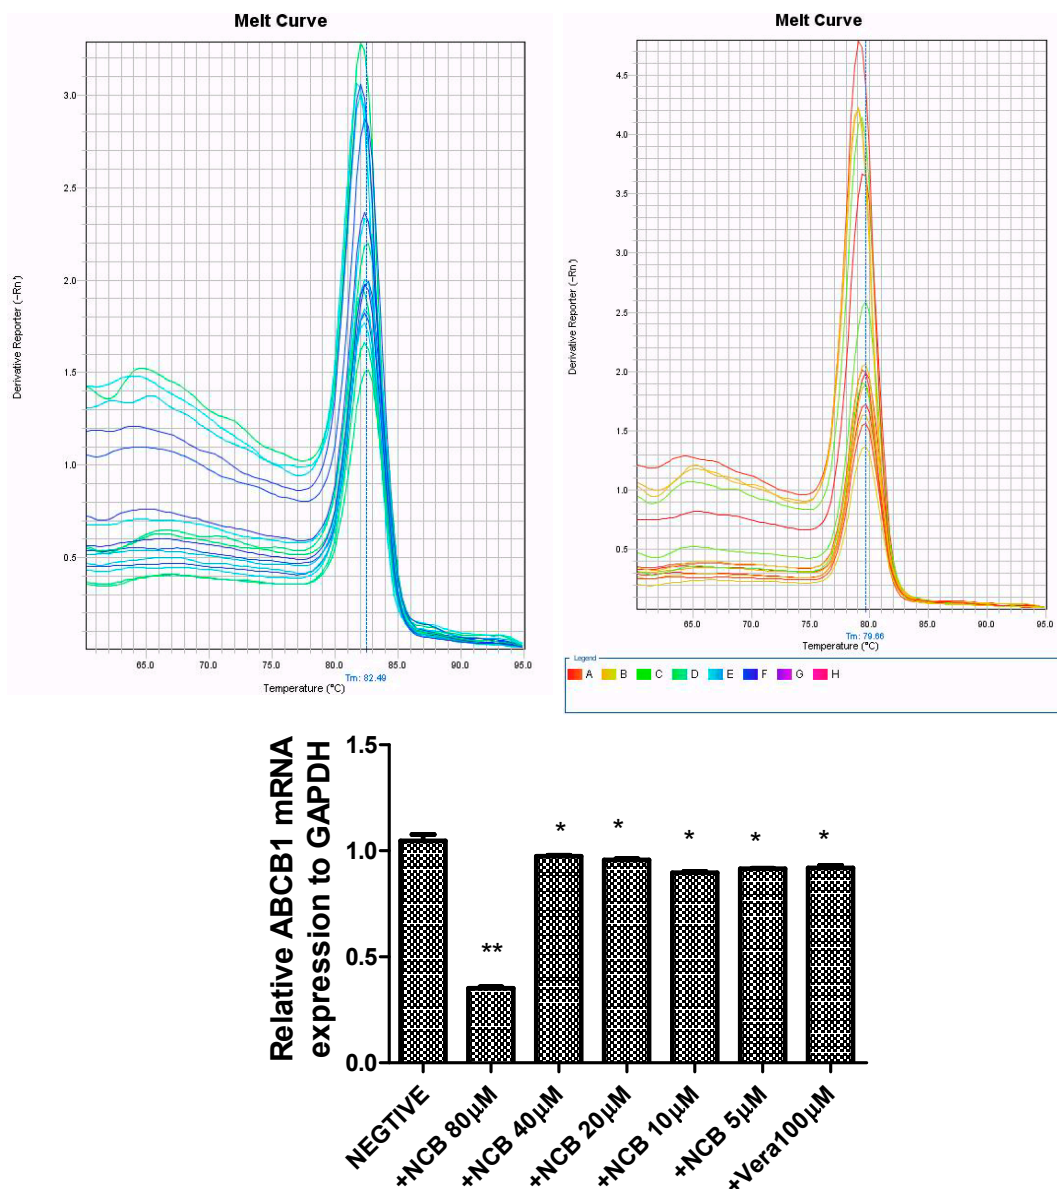 Melt Curve
Derivative Reporter (-Rn')
3.0
2.5
2.0
1.5
1.0
0.5
65.0 70.0 75.0 80.0 85.0 90.0 95.0
Tm: 82.49
Temperature (°C)
Melt Curve
Derivative Reporter (-Rn')
4.5
4.0
3.5
3.0
2.5
2.0
1.5
1.0
0.5
65.0 70.0 75.0 80.0 85.0 90.0 95.0
Tm: 79.66
Temperature (°C)
Legend
A B C D E F G H
Relative ABCB1 mRNA
expression to GAPDH
1.5
1.0
0.5
0.0
** * * * * *
NEGTIVE
+NCB 80μM
+NCB 40μM
+NCB 20μM
+NCB 10μM
+NCB 5μM
+Vera100μM